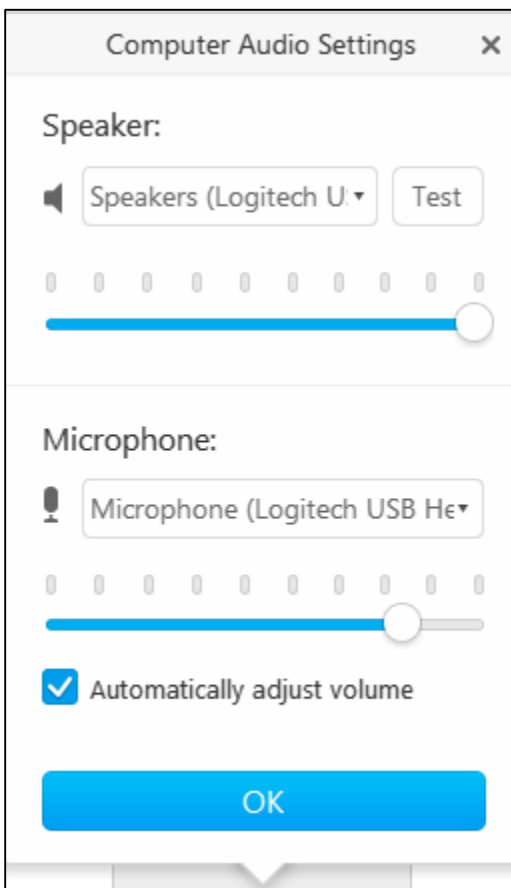 Computer Audio Settings
Speaker:
Speakers (Logitech U
Test
Microphone:
Microphone (Logitech USB He
Automatically adjust volume
OK